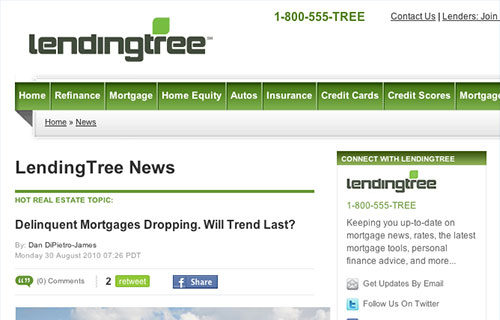 1-800-555-TREE Contact Us | Lenders: Join
lendingtree SM
Home Refinance Mortgage Home Equity Autos Insurance Credit Cards Credit Scores Mortgag
Home » News
LendingTree News
HOT REAL ESTATE TOPIC:
Delinquent Mortgages Dropping. Will Trend Last?
By: Dan DiPietro-James
Monday 30 August 2010 07:26 PDT
(0) Comments 2 retweet Share
CONNECT WITH LENDINGTREE
lendingtree
1-800-555-TREE
Keeping you up-to-date on
mortgage news, rates, the latest
mortgage tools, personal
finance advice, and more...
Get Updates By Email
Follow Us On Twitter